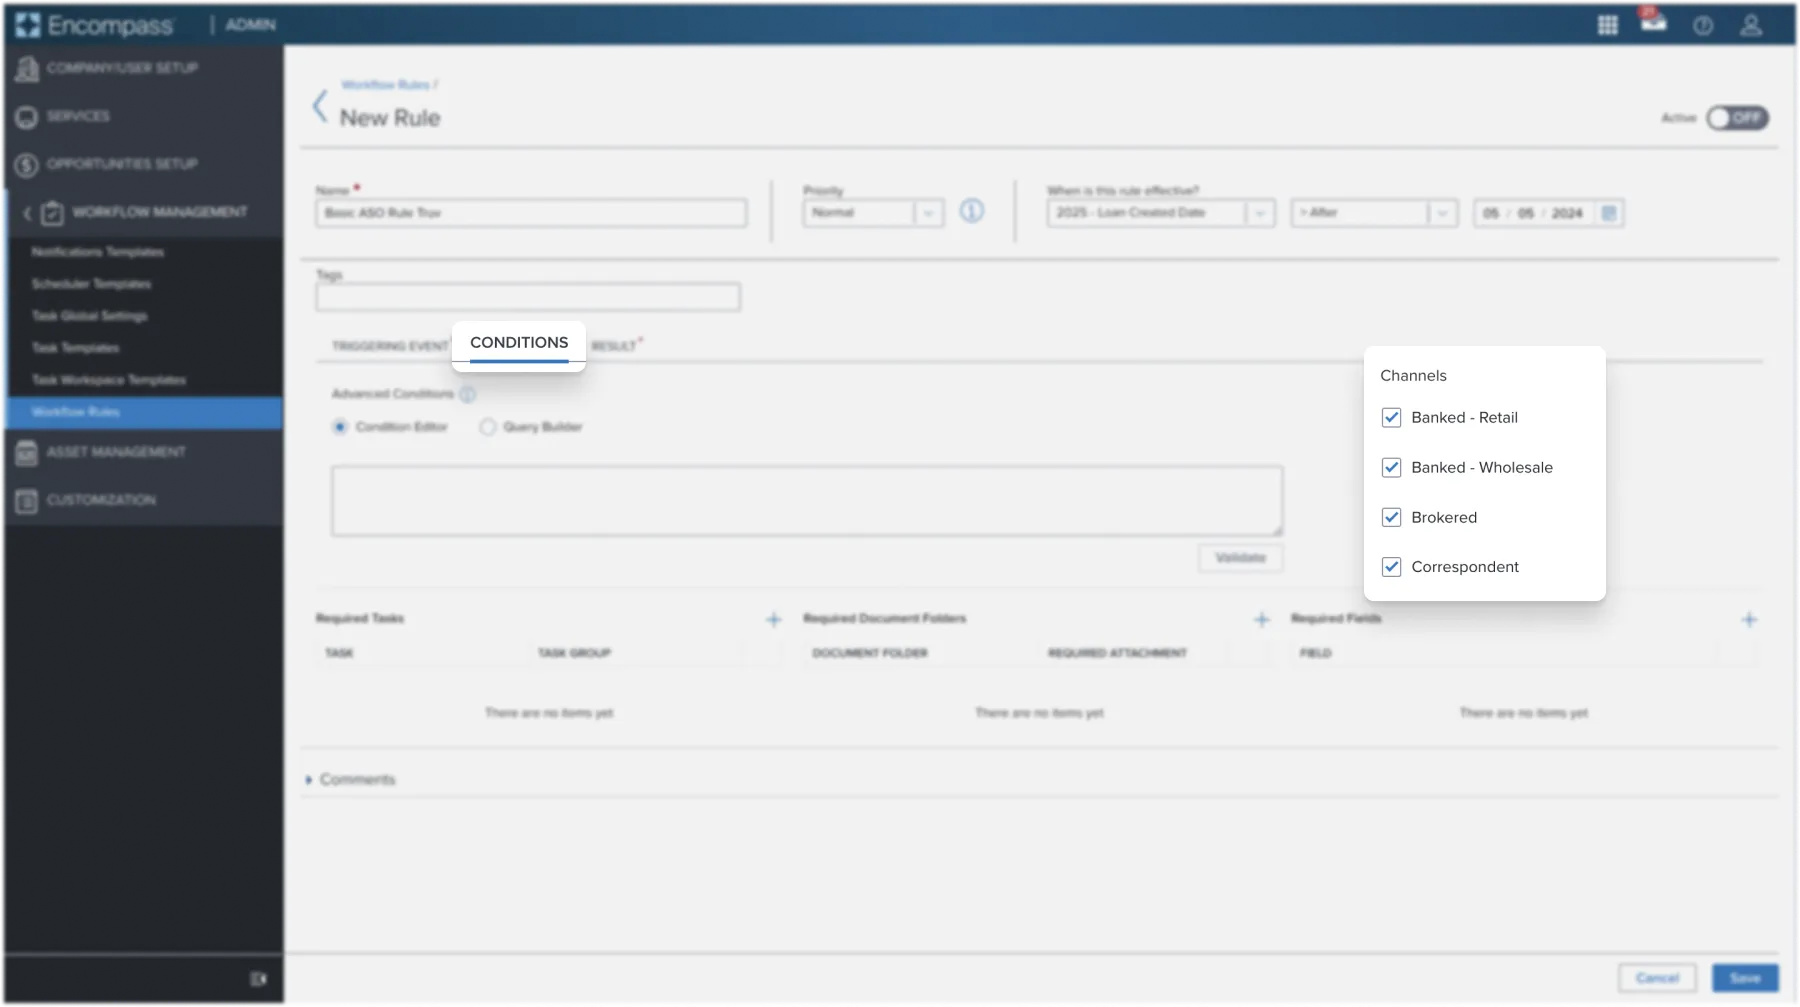 Encompass | ADMIN
21
COMPANY/USER SETUP
SERVICES
OPPORTUNITIES SETUP
WORKFLOW MANAGEMENT
Notifications Templates
Scheduler Templates
Task Global Settings
Task Templates
Task Workspace Templates
Workflow Rules
ASSET MANAGEMENT
CUSTOMIZATION
Workflow Rules /
New Rule
Active OFF
Name *
Basic ASO Rule Trav
Priority
Normal
When is this rule effective?
2025 - Loan Created Date
> After
05 / 05 / 2024
Tags
TRIGGERING EVENT * CONDITIONS RESULT *
Advanced Conditions
Condition Editor Query Builder
Validate
Channels
Banked - Retail
Banked - Wholesale
Brokered
Correspondent
Required Tasks
TASK TASK GROUP
There are no items yet
Required Document Folders
DOCUMENT FOLDER REQUIRED ATTACHMENT
There are no items yet
Required Fields
FIELD
There are no items yet
Comments
Cancel Save